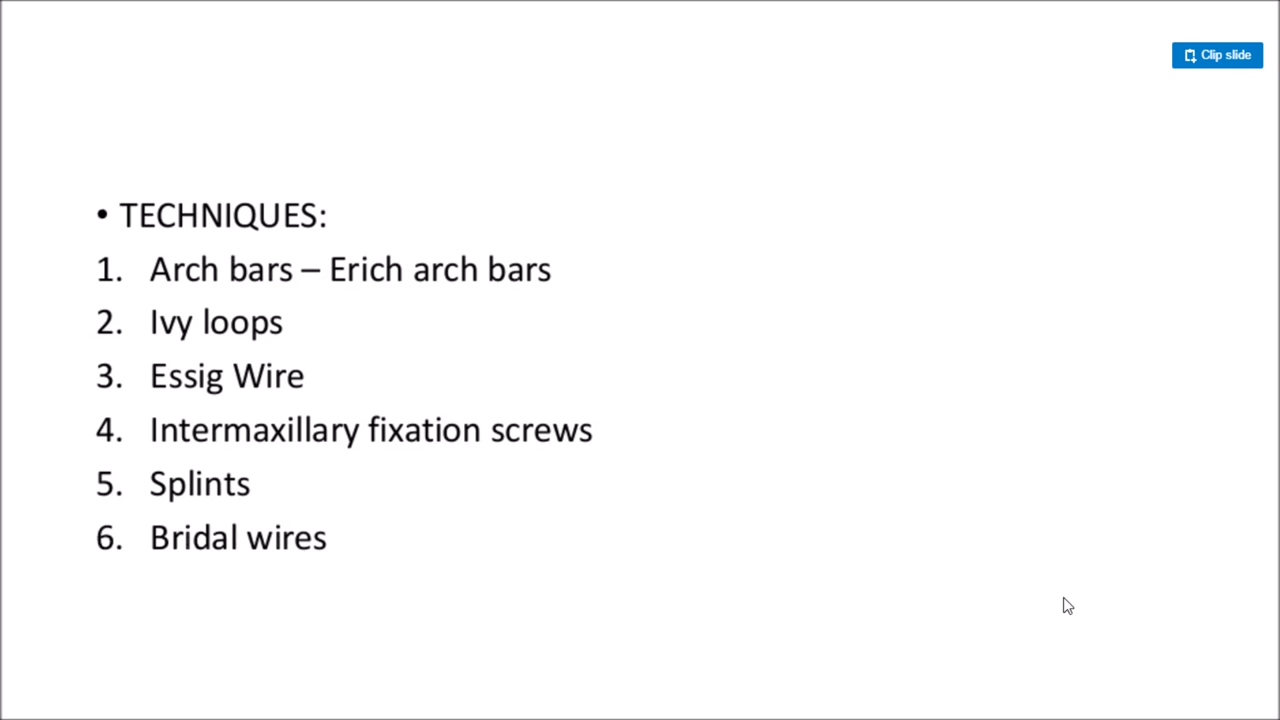 Clip slide
• TECHNIQUES:
1. Arch bars – Erich arch bars
2. Ivy loops
3. Essig Wire
4. Intermaxillary fixation screws
5. Splints
6. Bridal wires